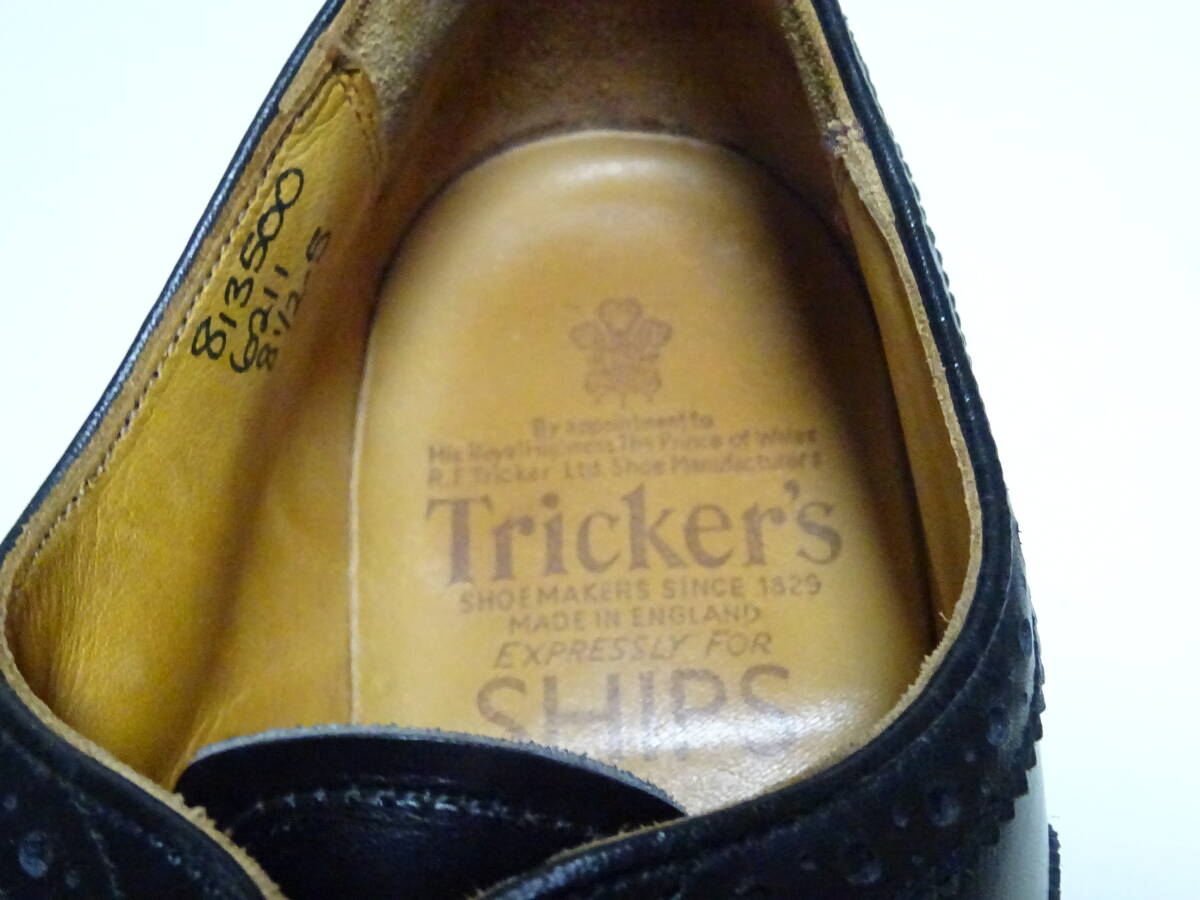 813500
6211
8 1/2-5
By appointment to
His Royal Highness The Prince of Wales
R.E Tricker Ltd. Shoe Manufacturers
Tricker's
SHOEMAKERS SINCE 1829
MADE IN ENGLAND
EXPRESSLY FOR
SHIPS